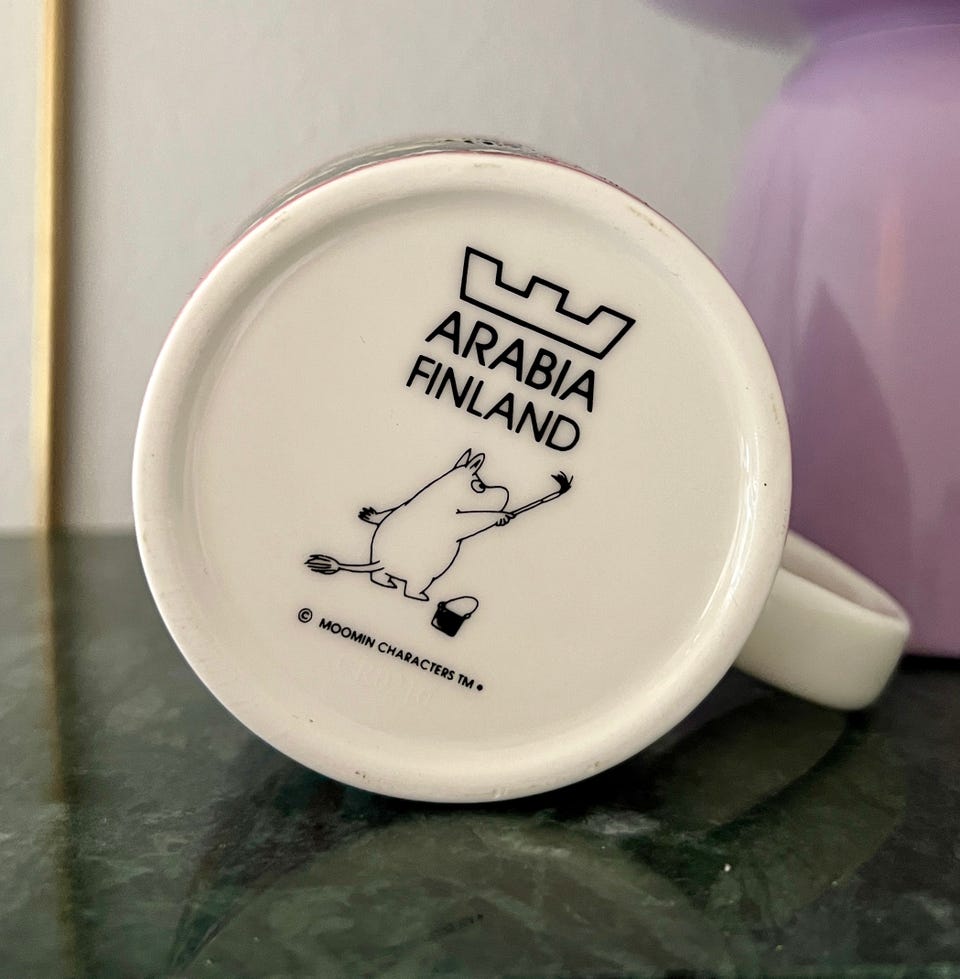 ARABIA
FINLAND
© MOOMIN CHARACTERS TM •